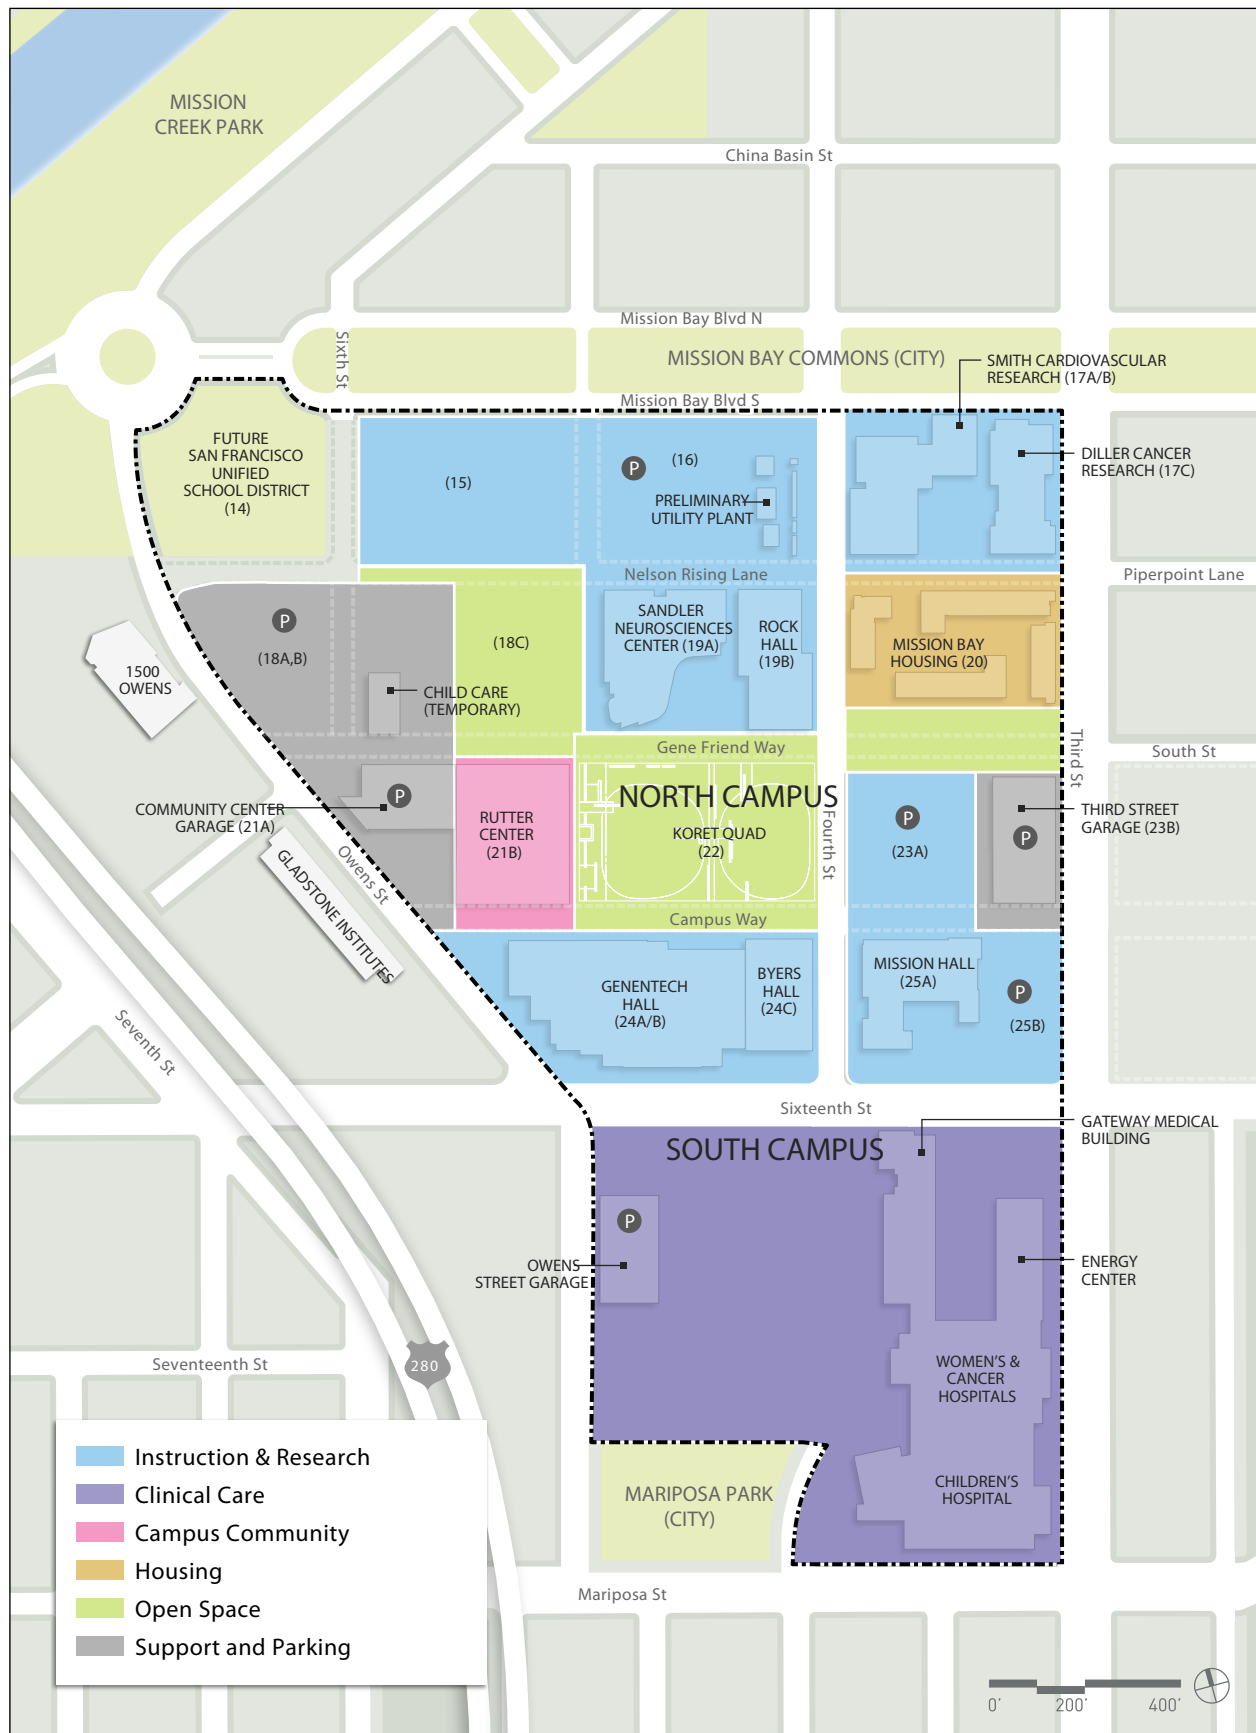 MISSION
CREEK PARK
China Basin St
Mission Bay Blvd N
Sixth St
MISSION BAY COMMONS (CITY)
SMITH CARDIOVASCULAR
RESEARCH (17A/B)
Mission Bay Blvd S
FUTURE
SAN FRANCISCO
UNIFIED
SCHOOL DISTRICT
(14)
(15)
P
(16)
PRELIMINARY
UTILITY PLANT
DILLER CANCER
RESEARCH (17C)
Nelson Rising Lane
Piperpoint Lane
P
(18A,B)
(18C)
SANDLER
NEUROSCIENCES
CENTER (19A)
ROCK
HALL
(19B)
MISSION BAY
HOUSING (20)
1500
OWENS
CHILD CARE
(TEMPORARY)
Gene Friend Way
Third St
South St
COMMUNITY CENTER
GARAGE (21A)
P
RUTTER
CENTER
(21B)
NORTH CAMPUS
KORET QUAD
(22)
Fourth St
P
(23A)
P
THIRD STREET
GARAGE (23B)
Owens St
GLADSTONE INSTITUTES
Campus Way
GENENTECH
HALL
(24A/B)
BYERS
HALL
(24C)
MISSION HALL
(25A)
P
(25B)
Seventh St
Sixteenth St
SOUTH CAMPUS
GATEWAY MEDICAL
BUILDING
P
OWENS
STREET GARAGE
ENERGY
CENTER
Seventeenth St
280
WOMEN'S &
CANCER
HOSPITALS
CHILDREN'S
HOSPITAL
MARIPOSA PARK
(CITY)
Mariposa St
Instruction & Research
Clinical Care
Campus Community
Housing
Open Space
Support and Parking
0' 200' 400'